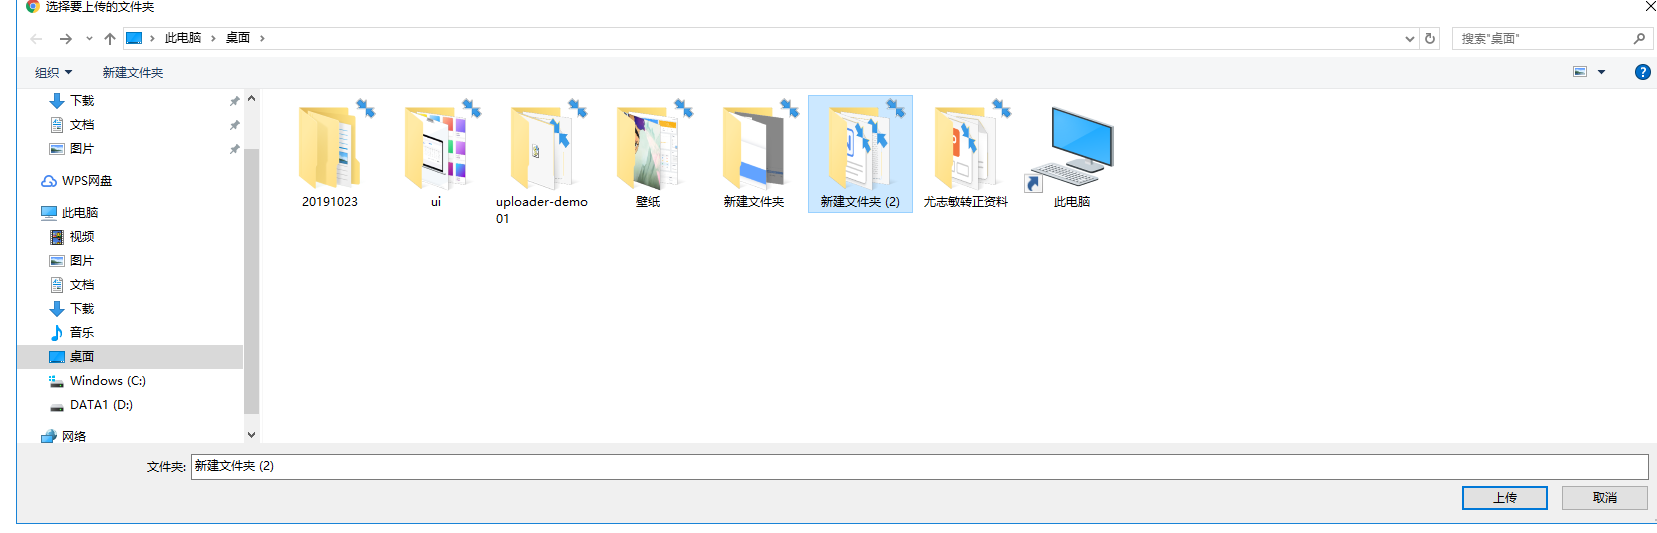 选择要上传的文件夹
此电脑 桌面
搜索"桌面"
组织 新建文件夹
下载
文档
图片
WPS网盘
此电脑
视频
图片
文档
下载
音乐
桌面
Windows (C:)
DATA1 (D:)
网络
20191023
ui
uploader-demo
01
壁纸
新建文件夹
新建文件夹 (2)
尤志敏转正资料
此电脑
文件夹: 新建文件夹 (2)
上传 取消